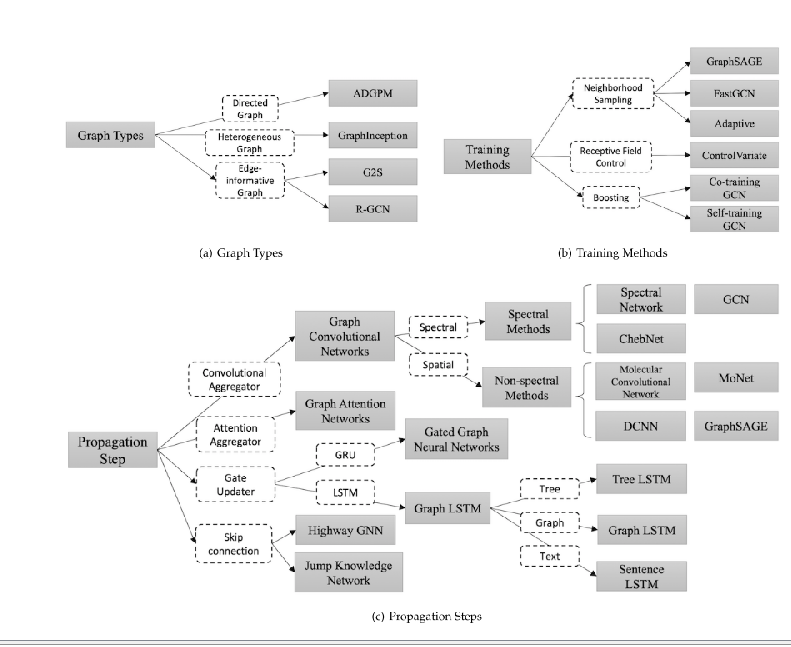 Graph Types
Directed
Graph
Heterogeneous
Graph
Edge-
informative
Graph
ADGPM
GraphInception
G2S
R-GCN
(a) Graph Types
Training
Methods
Neighborhood
Sampling
Receptive Field
Control
Boosting
GraphSAGE
FastGCN
Adaptive
ControlVariate
Co-training
GCN
Self-training
GCN
(b) Training Methods
Propagation
Step
Convolutional
Aggregator
Attention
Aggregator
Gate
Updater
Skip
connection
Graph
Convolutional
Networks
Graph Attention
Networks
GRU
LSTM
Highway GNN
Jump Knowledge
Network
Spectral
Spatial
Gated Graph
Neural Networks
Graph LSTM
Spectral
Methods
Non-spectral
Methods
Tree
Graph
Text
Spectral
Network
GCN
ChebNet
Molecular
Convolutional
Network
MoNet
DCNN
GraphSAGE
Tree LSTM
Graph LSTM
Sentence
LSTM
(c) Propagation Steps